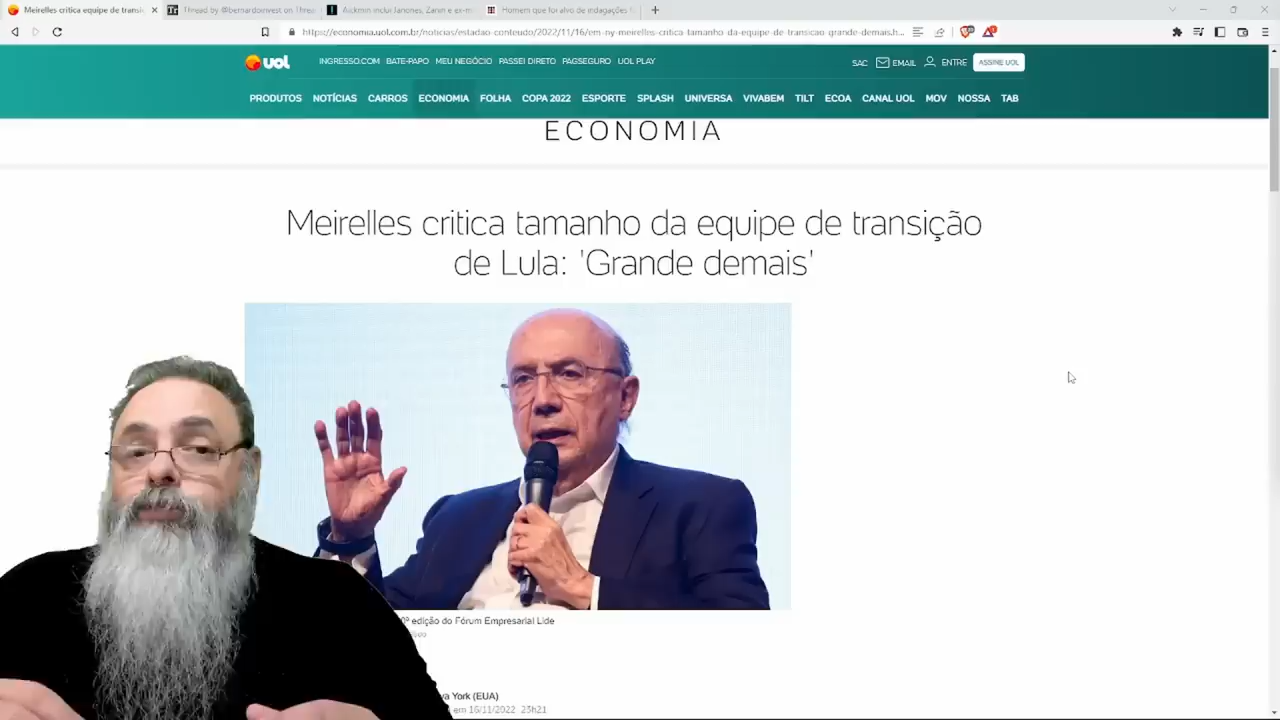 Meirelles critica equipe de transiç
Thread by @bernardoinvest on Threa
Alckmin inclui Janones, Zanin e ex-m
Homem que foi alvo de indagações f
https://economia.uol.com.br/noticias/estadao-conteudo/2022/11/16/em-ny-meirelles-critica-tamanho-da-equipe-de-transicao-grande-demais.h...
UOL
INGRESSO.COM BATE-PAPO MEU NEGÓCIO PASSEI DIRETO PAGSEGURO UOL PLAY
SAC EMAIL ENTRE ASSINE UOL
PRODUTOS NOTÍCIAS CARROS ECONOMIA FOLHA COPA 2022 ESPORTE SPLASH UNIVERSA VIVABEM TILT ECOA CANAL UOL MOV NOSSA TAB
ECONOMIA
Meirelles critica tamanho da equipe de transição
de Lula: 'Grande demais'
edição do Fórum Empresarial Lide
York (EUA)
em 16/11/2022 23h21